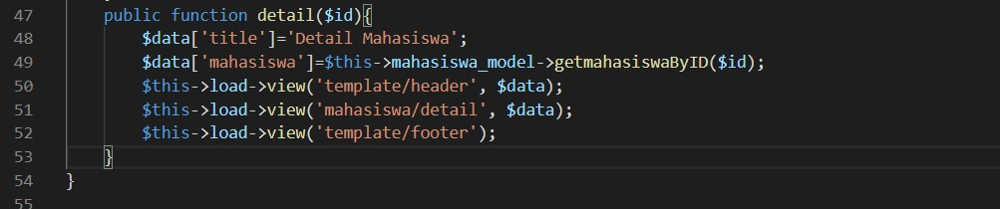 47 public function detail($id){
48 $data['title']='Detail Mahasiswa';
49 $data['mahasiswa']=$this->mahasiswa_model->getmahasiswaByID($id);
50 $this->load->view('template/header', $data);
51 $this->load->view('mahasiswa/detail', $data);
52 $this->load->view('template/footer');
53 }
54 }
55